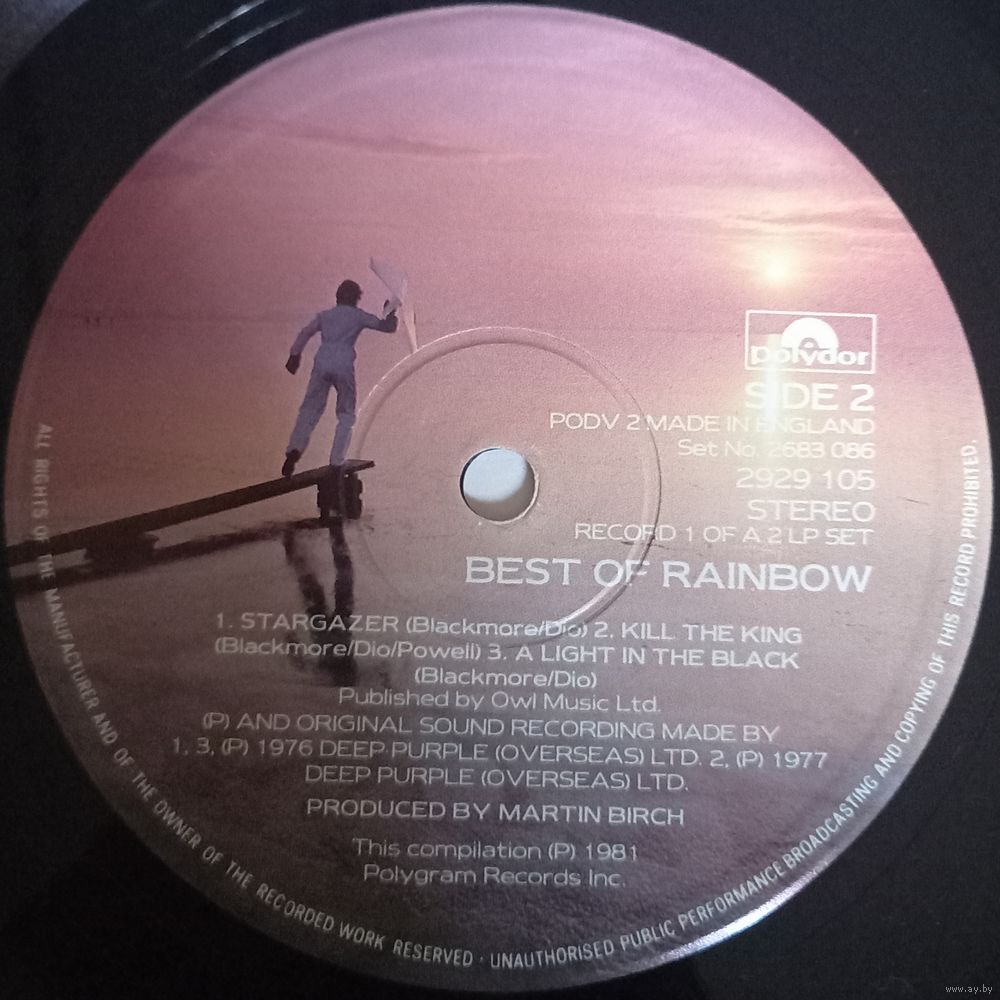 polydor
SIDE 2
PODV 2 MADE IN ENGLAND
Set No. 2683 086
2929 105
STEREO
RECORD 1 OF A 2 LP SET
BEST OF RAINBOW
1. STARGAZER (Blackmore/Dio) 2. KILL THE KING
(Blackmore/Dio/Powell) 3. A LIGHT IN THE BLACK
(Blackmore/Dio)
Published by Owl Music Ltd.
(P) AND ORIGINAL SOUND RECORDING MADE BY
1, 3, (P) 1976 DEEP PURPLE (OVERSEAS) LTD. 2, (P) 1977
DEEP PURPLE (OVERSEAS) LTD.
PRODUCED BY MARTIN BIRCH
This compilation (P) 1981
Polygram Records Inc.
ALL RIGHTS OF THE MANUFACTURER AND OF THE OWNER OF THE RECORDED WORK RESERVED · UNAUTHORISED PUBLIC PERFORMANCE BROADCASTING AND COPYING OF THIS RECORD PROHIBITED.
www.ay.by